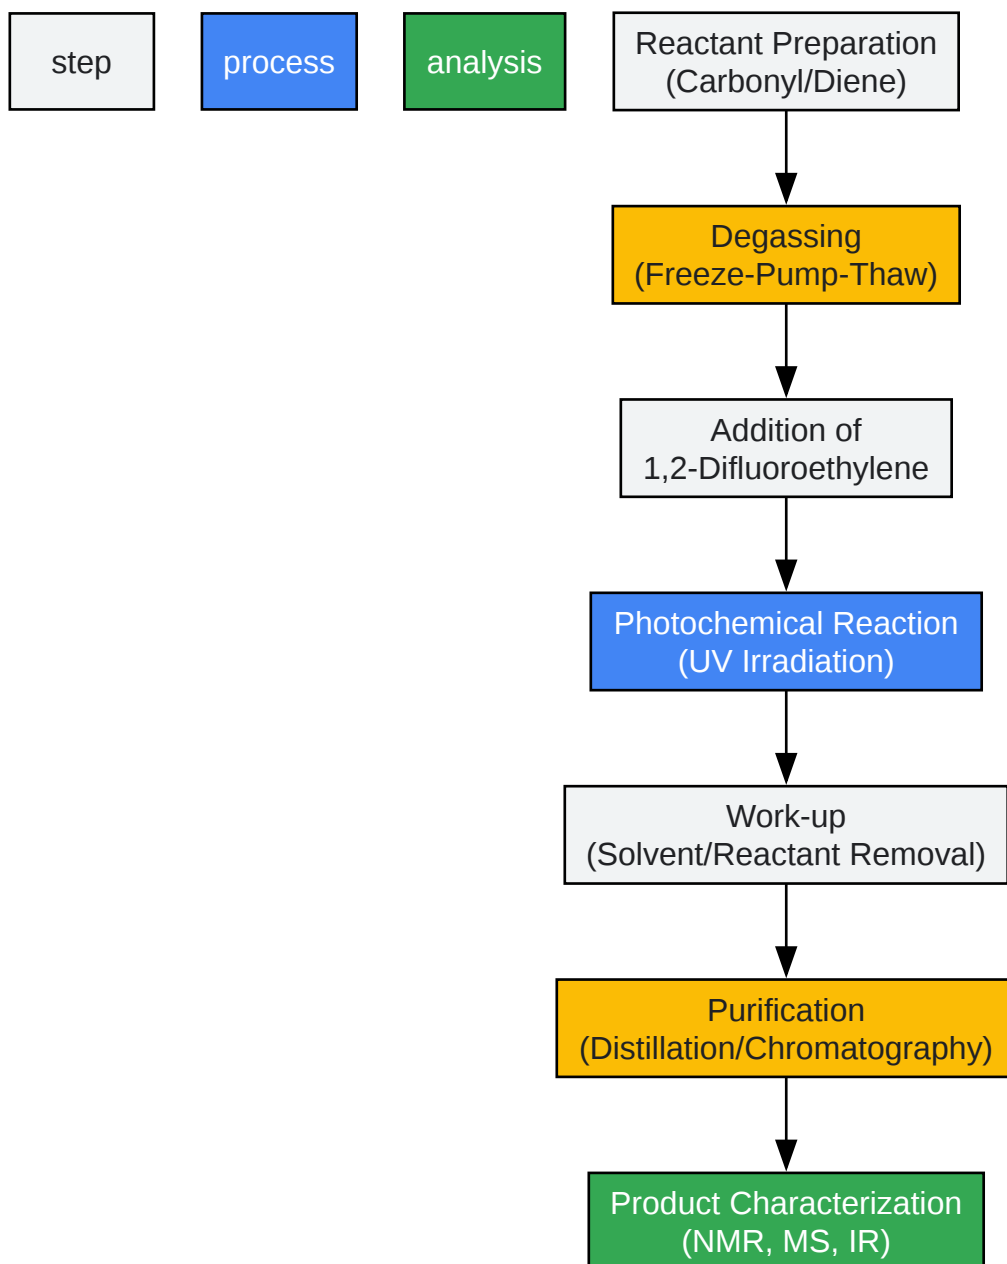 step
process
analysis
Reactant Preparation
(Carbonyl/Diene)
Degassing
(Freeze-Pump-Thaw)
Addition of
1,2-Difluoroethylene
Photochemical Reaction
(UV Irradiation)
Work-up
(Solvent/Reactant Removal)
Purification
(Distillation/Chromatography)
Product Characterization
(NMR, MS, IR)